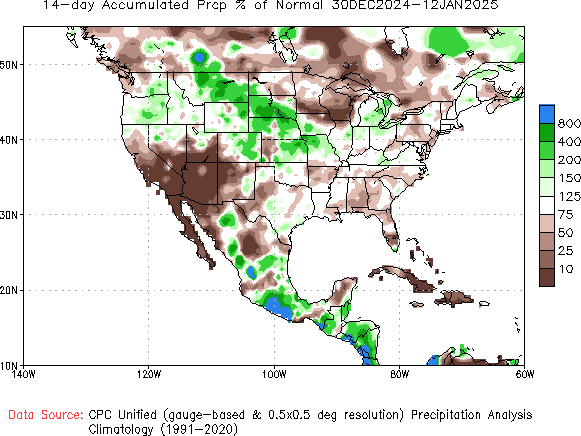 14-day Accumulated Prcp % of Normal 30DEC2024-12JAN2025
50N
40N
30N
20N
10N
140W 120W 100W 80W 60W
800
400
200
150
125
75
50
25
10
Data Source: CPC Unified (gauge-based & 0.5x0.5 deg resolution) Precipitation Analysis
Climatology (1991-2020)